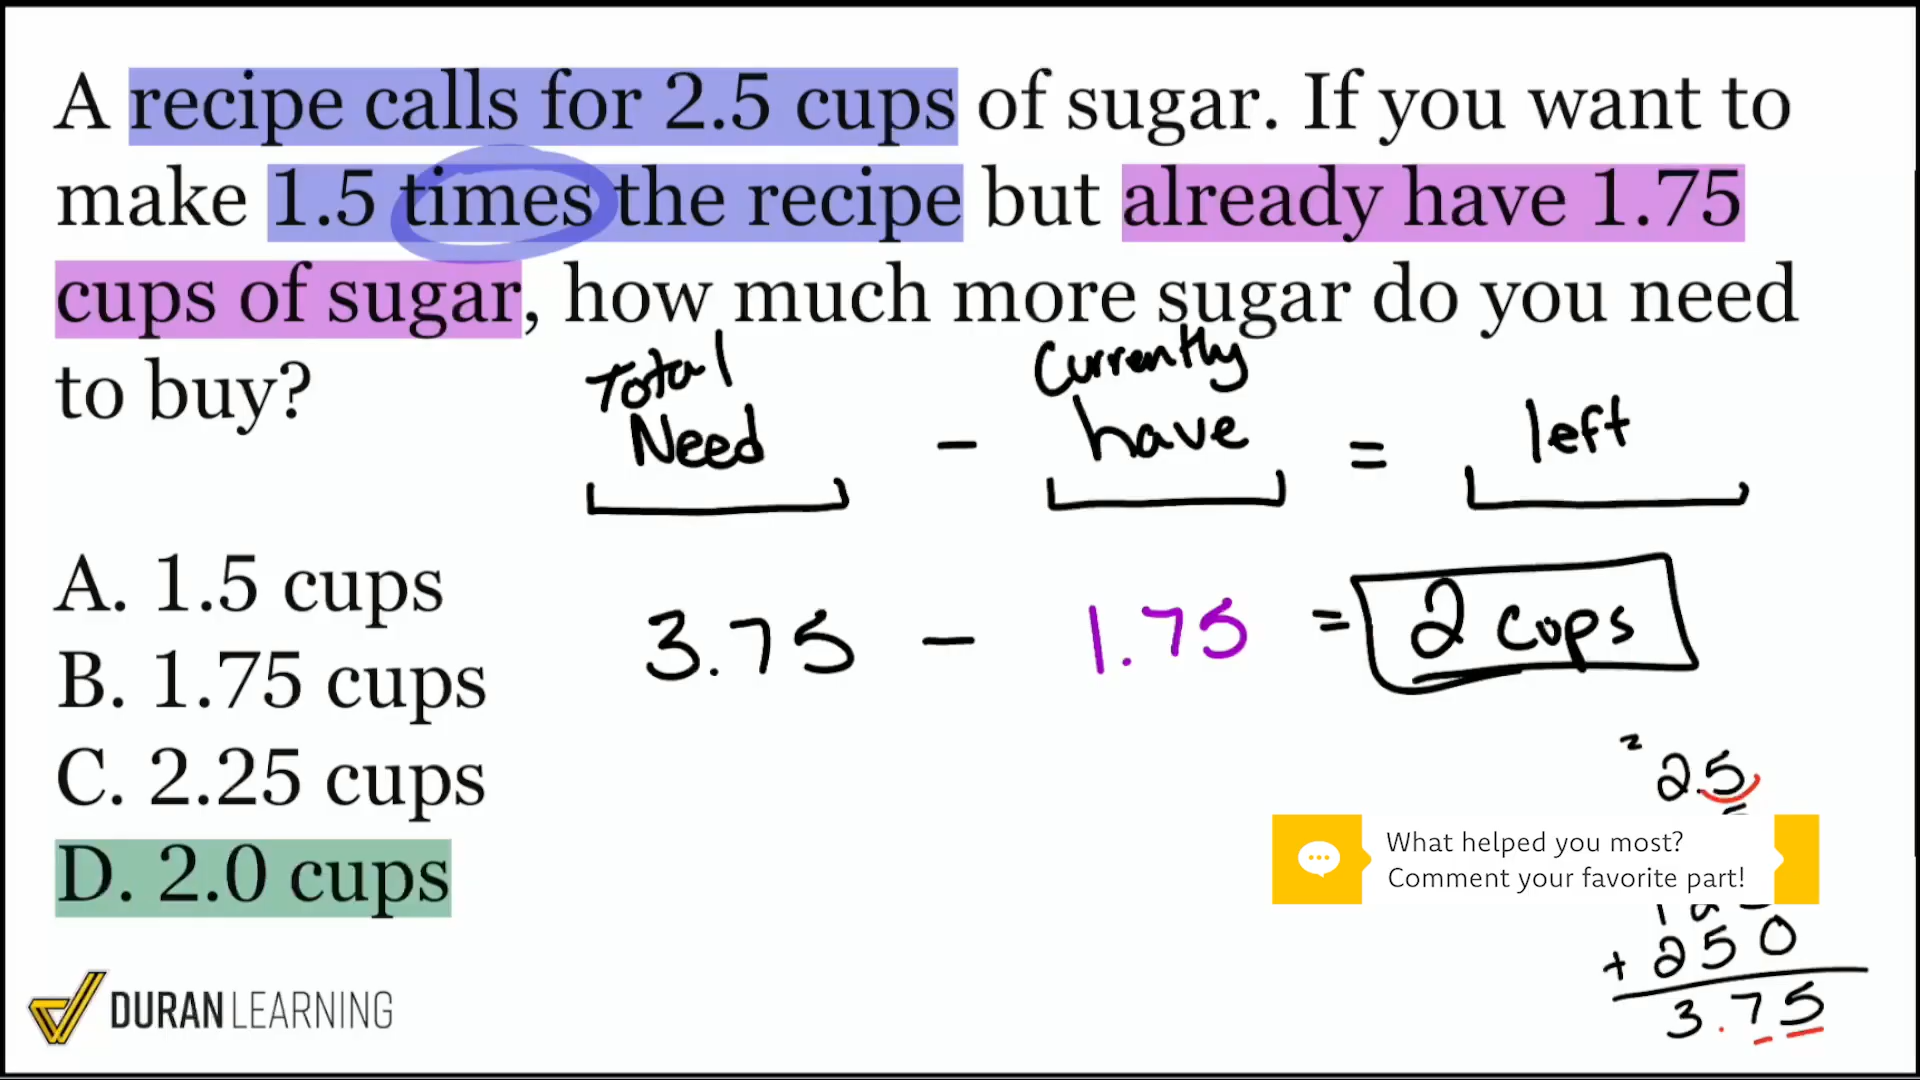 A recipe calls for 2.5 cups of sugar. If you want to
make 1.5 times the recipe but already have 1.75
cups of sugar, how much more sugar do you need
to buy?
Total Currently
Need - have = left
A. 1.5 cups
3.75 - 1.75 = 2 cups
B. 1.75 cups
C. 2.25 cups
2
2.5
What helped you most?
Comment your favorite part!
D. 2.0 cups
+ 250
3.75
DURAN LEARNING